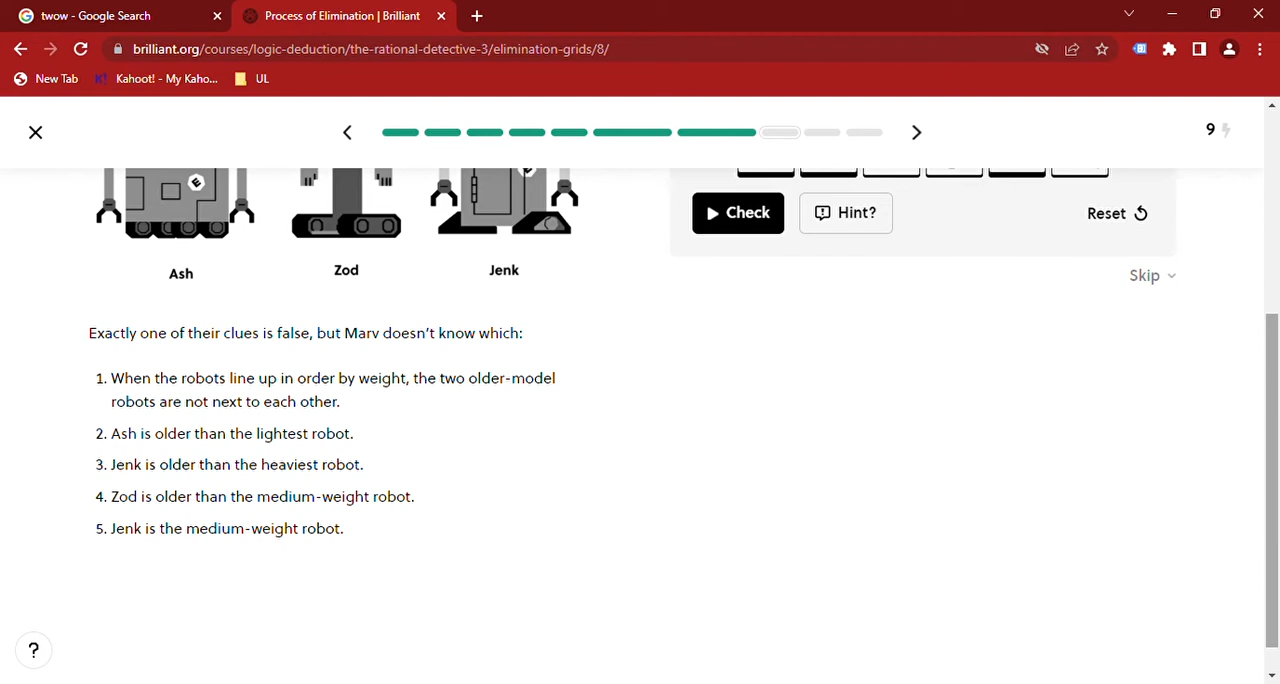 twow - Google Search
Process of Elimination | Brilliant
brilliant.org/courses/logic-deduction/the-rational-detective-3/elimination-grids/8/
New Tab
Kahoot! - My Kaho...
UL
9
E
Check
Hint?
Reset
Skip
Ash
Zod
Jenk
Exactly one of their clues is false, but Marv doesn't know which:
1. When the robots line up in order by weight, the two older-model
robots are not next to each other.
2. Ash is older than the lightest robot.
3. Jenk is older than the heaviest robot.
4. Zod is older than the medium-weight robot.
5. Jenk is the medium-weight robot.
?